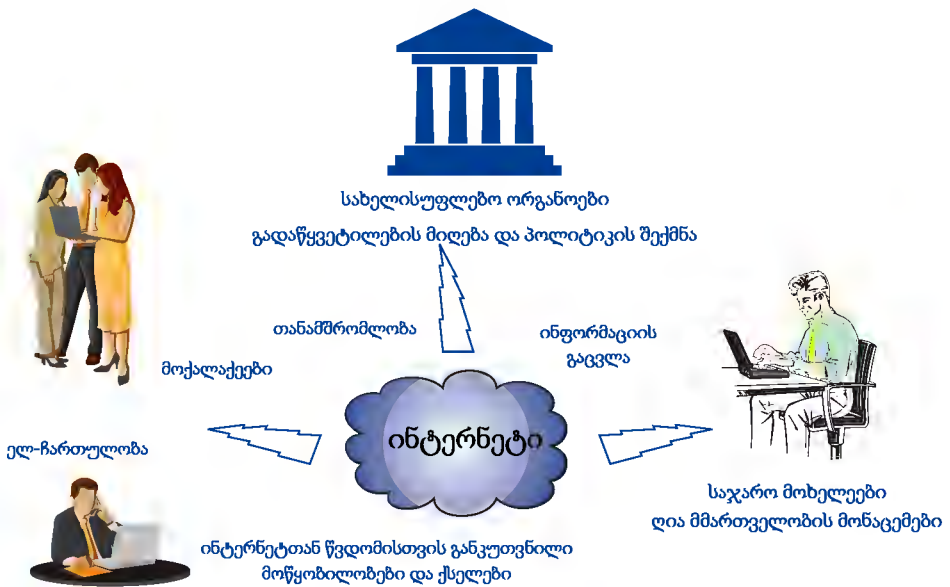 სახელისუფლებო ორგანოები
გადაწყვეტილების მიღება და პოლიტიკის შექმნა
თანამშრომლობა
ინფორმაციის
გაცვლა
მოქალაქეები
ინტერნეტი
ელ-ჩართულობა
საჯარო მოხელეები
ღია მმართველობის მონაცემები
ინტერნეტთან წვდომისთვის განკუთვნილი
მოწყობილობები და ქსელები